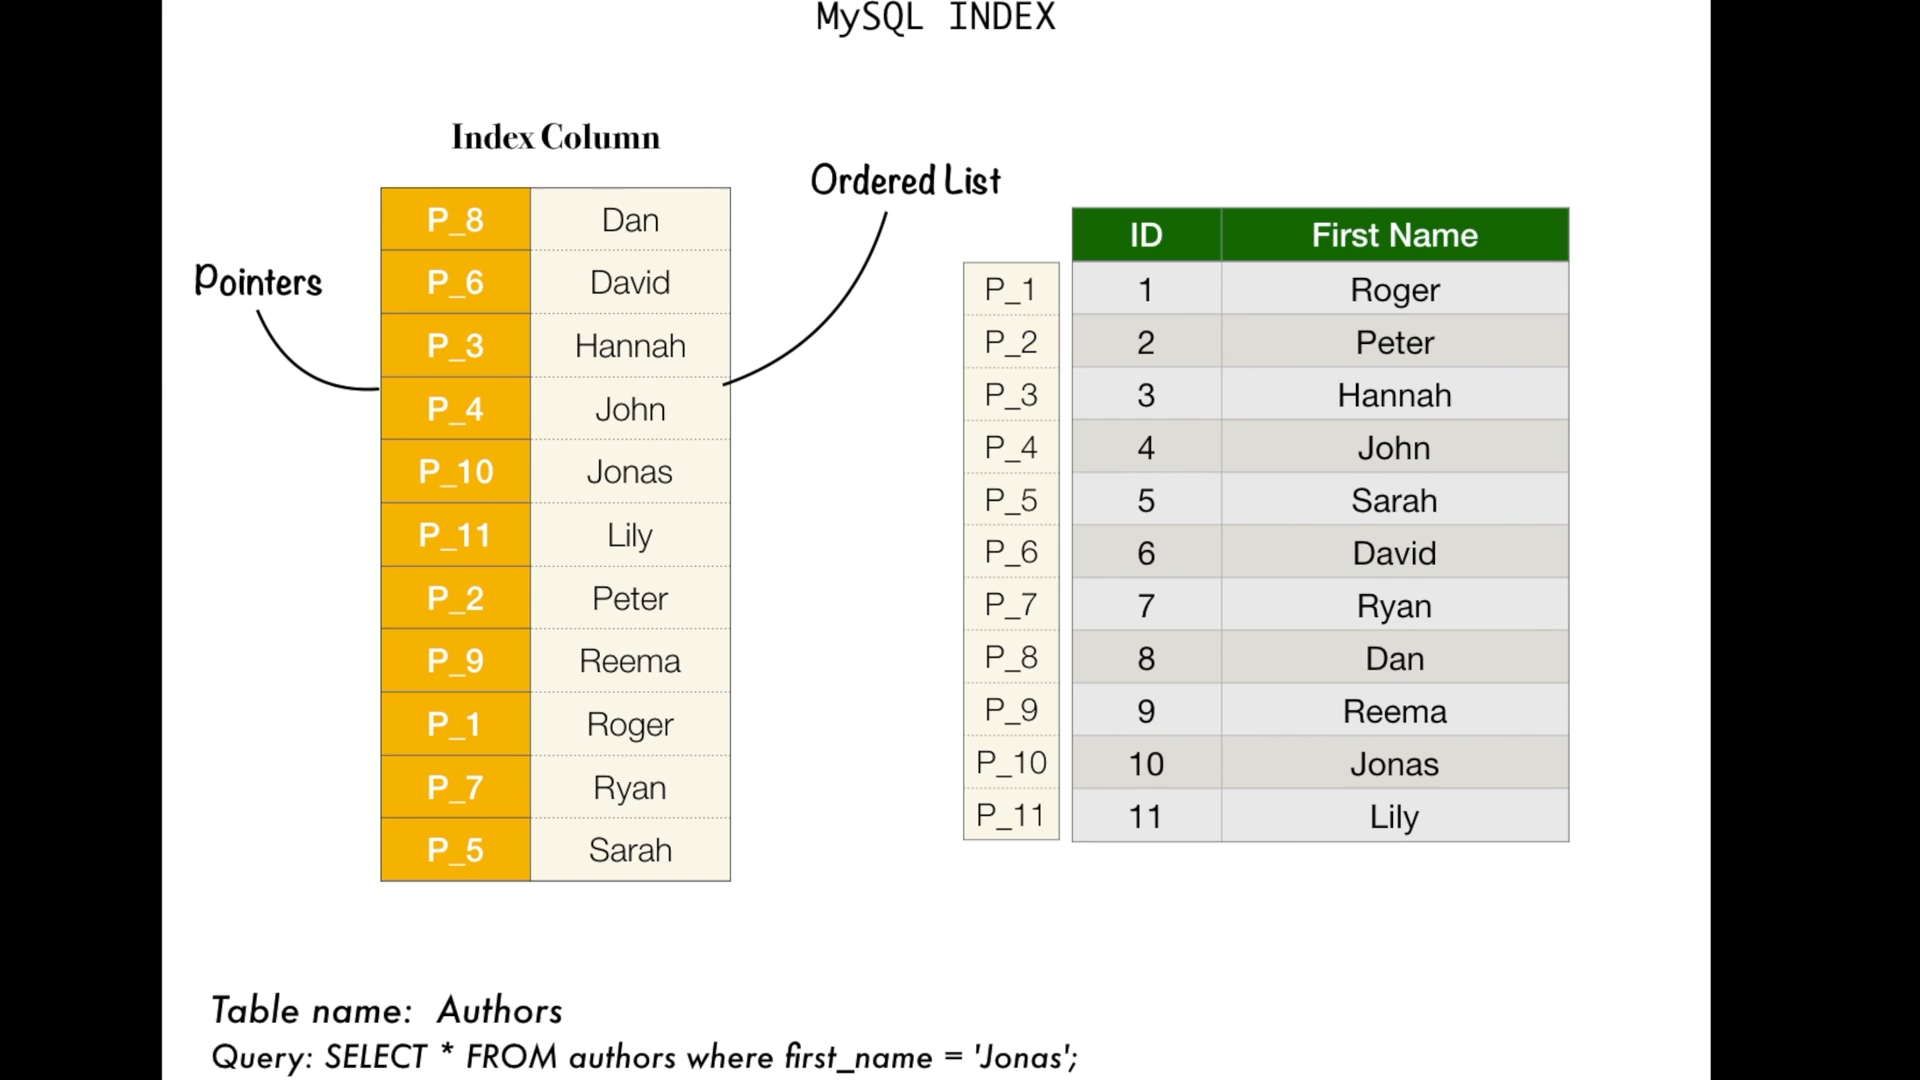 MySQL INDEX
Index Column
Ordered List
Pointers
P_8 Dan
P_6 David
P_3 Hannah
P_4 John
P_10 Jonas
P_11 Lily
P_2 Peter
P_9 Reema
P_1 Roger
P_7 Ryan
P_5 Sarah
ID First Name
P_1 1 Roger
P_2 2 Peter
P_3 3 Hannah
P_4 4 John
P_5 5 Sarah
P_6 6 David
P_7 7 Ryan
P_8 8 Dan
P_9 9 Reema
P_10 10 Jonas
P_11 11 Lily
Table name: Authors
Query: SELECT * FROM authors where first_name = 'Jonas';